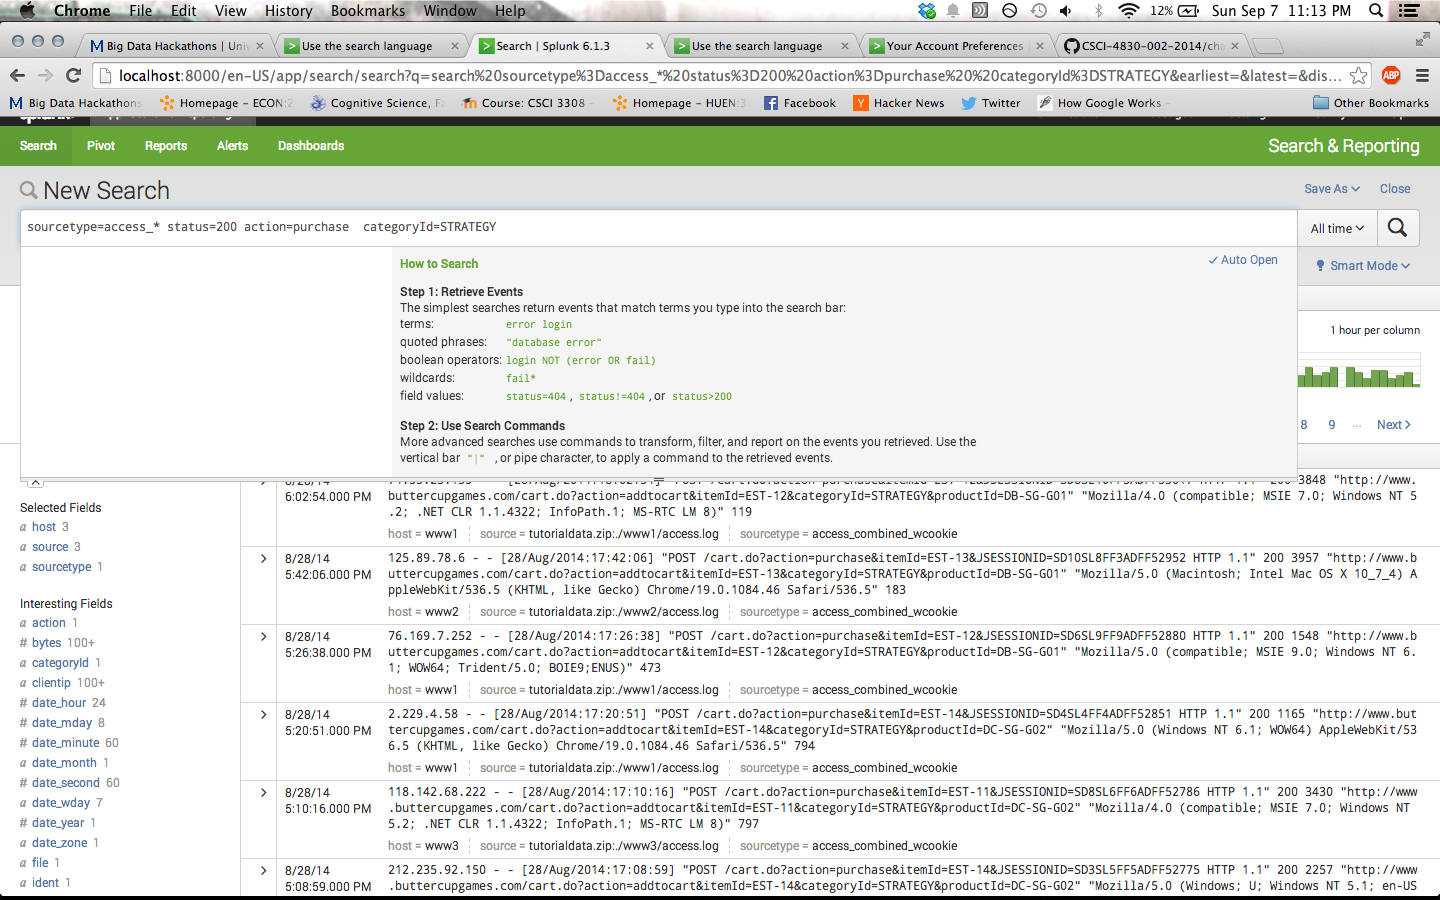 Chrome File Edit View History Bookmarks Window Help 12% Sun Sep 7 11:13 PM
Big Data Hackathons | Uni
Use the search language
Search | Splunk 6.1.3
Use the search language
Your Account Preferences
CSCI-4830-002-2014/cha
localhost:8000/en-US/app/search/search?q=search%20sourcetype%3Daccess_*%20status%3D200%20action%3Dpurchase%20%20categoryId%3DSTRATEGY&earliest=&latest=&dis... ABP
Big Data Hackathons
Homepage – ECON:2
Cognitive Science, F
Course: CSCI 3308 –
Homepage – HUEN:3
Facebook
Hacker News
Twitter
How Google Works –
Other Bookmarks
Search Pivot Reports Alerts Dashboards Search & Reporting
New Search Save As Close
sourcetype=access_* status=200 action=purchase  categoryId=STRATEGY All time
How to Search Auto Open
Smart Mode
Step 1: Retrieve Events
The simplest searches return events that match terms you type into the search bar:
terms: error login
1 hour per column
quoted phrases: "database error"
boolean operators: login NOT (error OR fail)
wildcards: fail*
field values: status=404 , status!=404 , or status>200
Step 2: Use Search Commands
8 9 ... Next >
More advanced searches use commands to transform, filter, and report on the events you retrieved. Use the
vertical bar "|" , or pipe character, to apply a command to the retrieved events.
Selected Fields
a host 3
a source 3
a sourcetype 1
Interesting Fields
a action 1
# bytes 100+
a categoryId 1
a clientip 100+
# date_hour 24
# date_mday 8
# date_minute 60
a date_month 1
# date_second 60
a date_wday 7
# date_year 1
a date_zone 1
a file 1
a ident 1
6:02:54.000 PM
buttercupgames.com/cart.do?action=addtocart&itemId=EST-12&categoryId=STRATEGY&productId=DB-SG-G01" "Mozilla/4.0 (compatible; MSIE 7.0; Windows NT 5
.2; .NET CLR 1.1.4322; InfoPath.1; MS-RTC LM 8)" 119
host = www1 source = tutorialdata.zip:./www1/access.log sourcetype = access_combined_wcookie
8/28/14
5:42:06.000 PM
125.89.78.6 - - [28/Aug/2014:17:42:06] "POST /cart.do?action=purchase&itemId=EST-13&JSESSIONID=SD10SL8FF3ADFF52952 HTTP 1.1" 200 3957 "http://www.b
uttercupgames.com/cart.do?action=addtocart&itemId=EST-13&categoryId=STRATEGY&productId=DB-SG-G01" "Mozilla/5.0 (Macintosh; Intel Mac OS X 10_7_4) A
ppleWebKit/536.5 (KHTML, like Gecko) Chrome/19.0.1084.46 Safari/536.5" 183
host = www2 source = tutorialdata.zip:./www2/access.log sourcetype = access_combined_wcookie
8/28/14
5:26:38.000 PM
76.169.7.252 - - [28/Aug/2014:17:26:38] "POST /cart.do?action=purchase&itemId=EST-12&JSESSIONID=SD6SL9FF9ADFF52880 HTTP 1.1" 200 1548 "http://www.
buttercupgames.com/cart.do?action=addtocart&itemId=EST-12&categoryId=STRATEGY&productId=DB-SG-G01" "Mozilla/5.0 (compatible; MSIE 9.0; Windows NT 6.
1; WOW64; Trident/5.0; BOIE9;ENUS)" 473
host = www1 source = tutorialdata.zip:./www1/access.log sourcetype = access_combined_wcookie
8/28/14
5:20:51.000 PM
2.229.4.58 - - [28/Aug/2014:17:20:51] "POST /cart.do?action=purchase&itemId=EST-14&JSESSIONID=SD4SL4FF4ADFF52851 HTTP 1.1" 200 1165 "http://www.but
tercupgames.com/cart.do?action=addtocart&itemId=EST-14&categoryId=STRATEGY&productId=DC-SG-G02" "Mozilla/5.0 (Windows NT 6.1; WOW64) AppleWebKit/53
6.5 (KHTML, like Gecko) Chrome/19.0.1084.46 Safari/536.5" 794
host = www1 source = tutorialdata.zip:./www1/access.log sourcetype = access_combined_wcookie
8/28/14
5:10:16.000 PM
118.142.68.222 - - [28/Aug/2014:17:10:16] "POST /cart.do?action=purchase&itemId=EST-11&JSESSIONID=SD8SL6FF6ADFF52786 HTTP 1.1" 200 3430 "http://www
.buttercupgames.com/cart.do?action=addtocart&itemId=EST-11&categoryId=STRATEGY&productId=DC-SG-G02" "Mozilla/4.0 (compatible; MSIE 7.0; Windows NT
5.2; .NET CLR 1.1.4322; InfoPath.1; MS-RTC LM 8)" 797
host = www3 source = tutorialdata.zip:./www3/access.log sourcetype = access_combined_wcookie
8/28/14
5:08:59.000 PM
212.235.92.150 - - [28/Aug/2014:17:08:59] "POST /cart.do?action=purchase&itemId=EST-14&JSESSIONID=SD3SL5FF5ADFF52775 HTTP 1.1" 200 2257 "http://www
.buttercupgames.com/cart.do?action=addtocart&itemId=EST-14&categoryId=STRATEGY&productId=DC-SG-G02" "Mozilla/5.0 (Windows; U; Windows NT 5.1; en-US